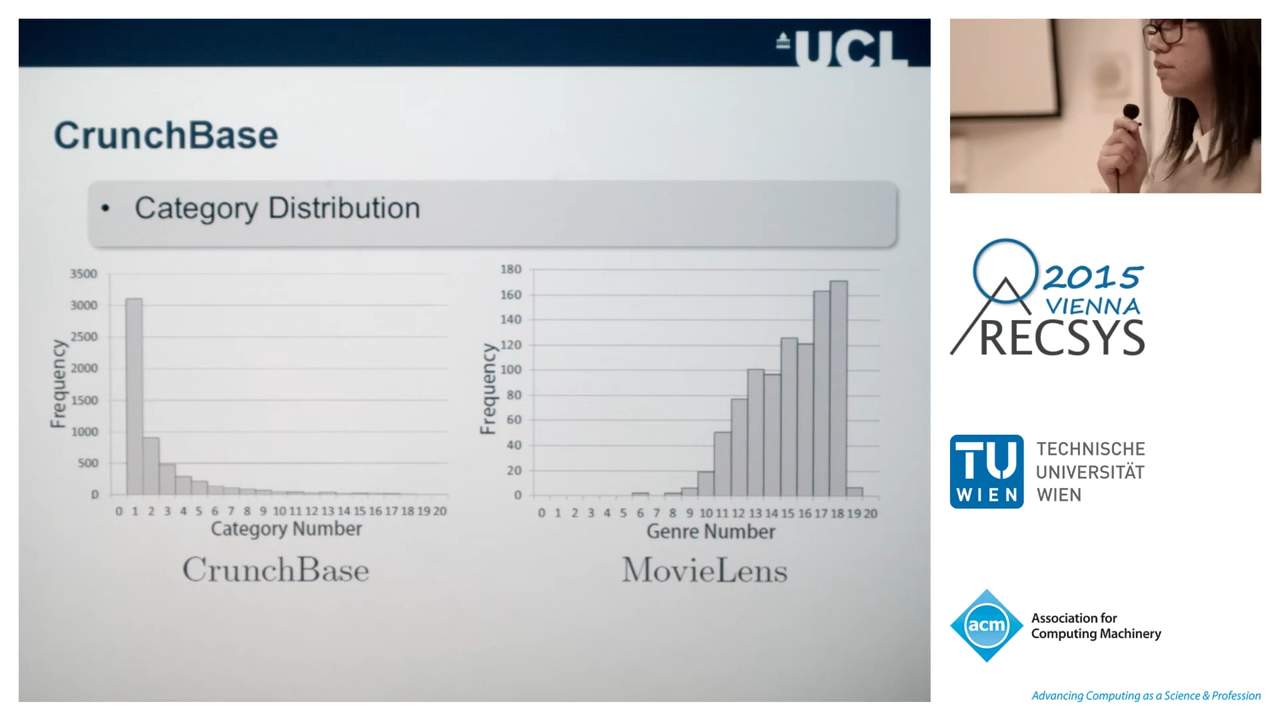 UCL
CrunchBase
• Category Distribution
3500
3000
2500
2000
1500
1000
500
0
Frequency
0 1 2 3 4 5 6 7 8 9 10 11 12 13 14 15 16 17 18 19 20
Category Number
CrunchBase
180
160
140
120
100
80
60
40
20
0
Frequency
0 1 2 3 4 5 6 7 8 9 10 11 12 13 14 15 16 17 18 19 20
Genre Number
MovieLens
2015
VIENNA
RECSYS
TU
WIEN
TECHNISCHE
UNIVERSITÄT
WIEN
acm
Association for
Computing Machinery
Advancing Computing as a Science & Profession